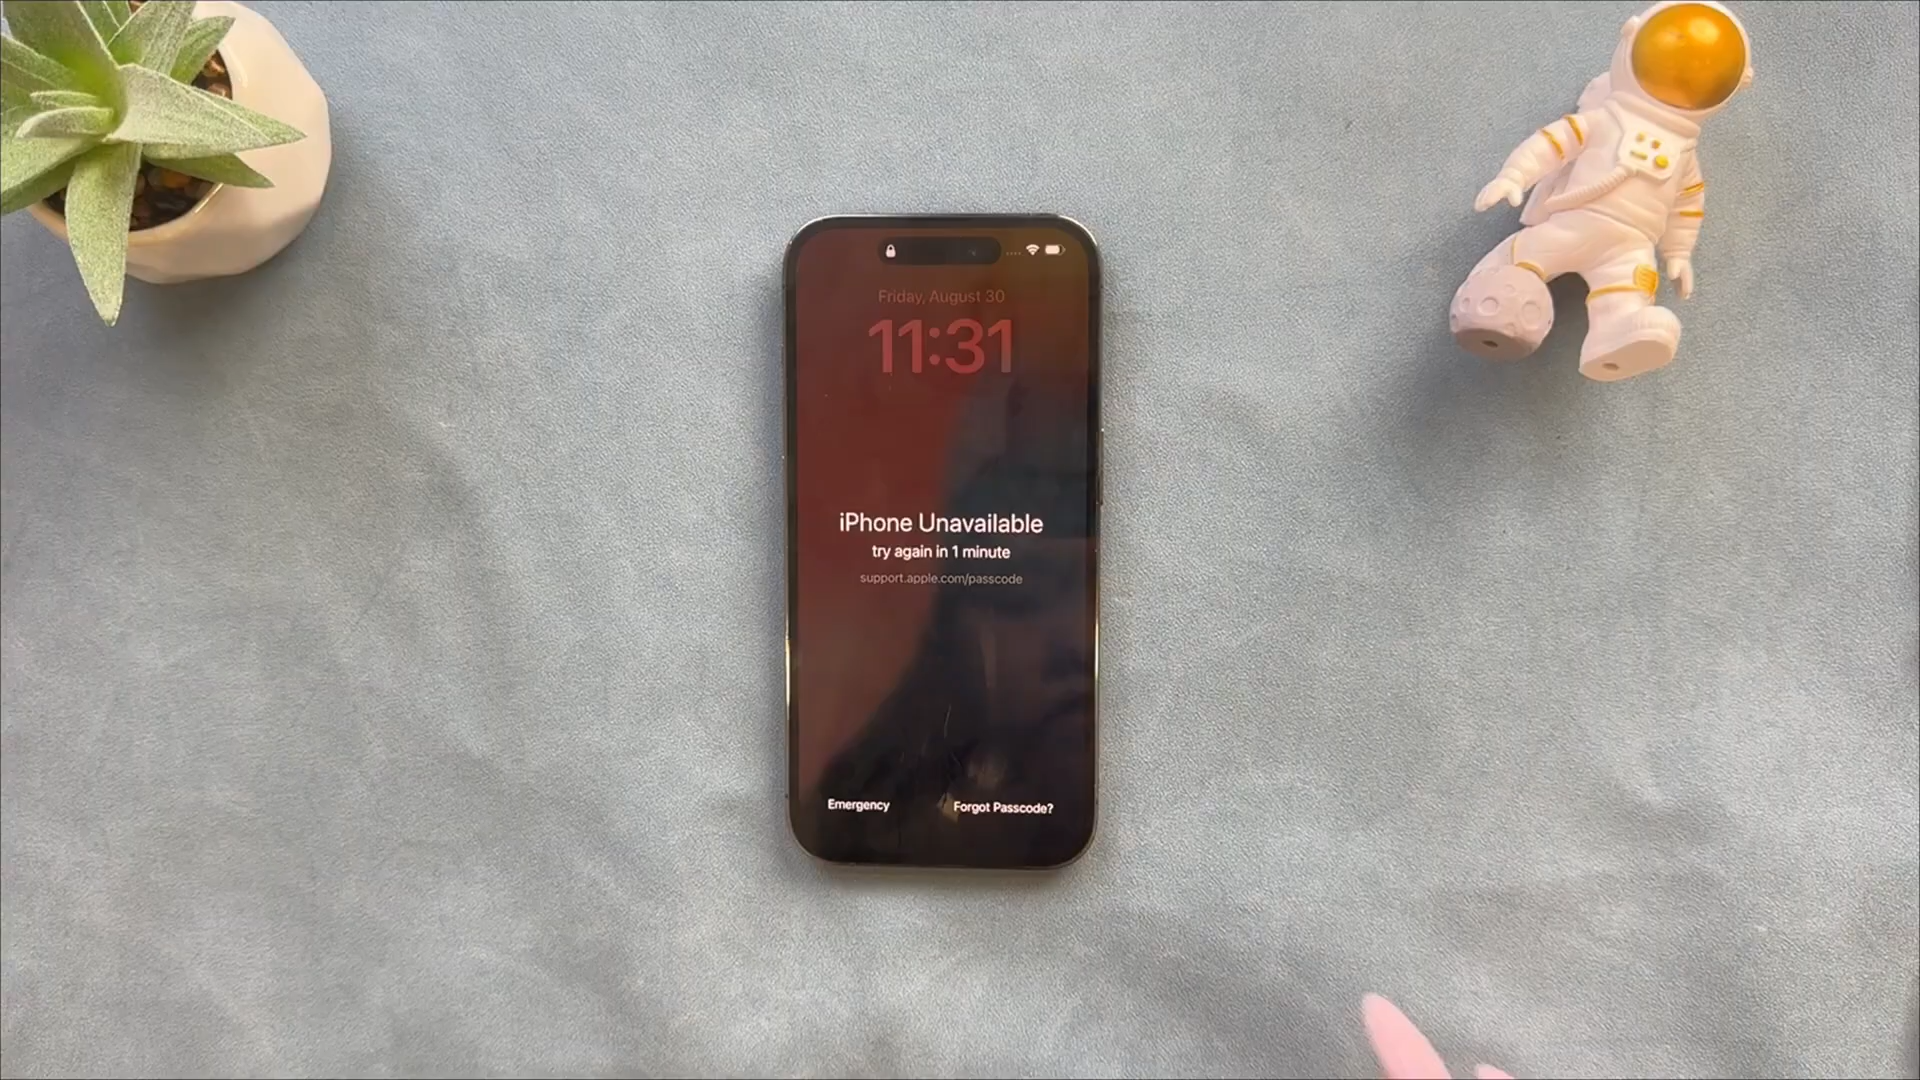 Friday, August 30
11:31
iPhone Unavailable
try again in 1 minute
support.apple.com/passcode
Emergency
Forgot Passcode?